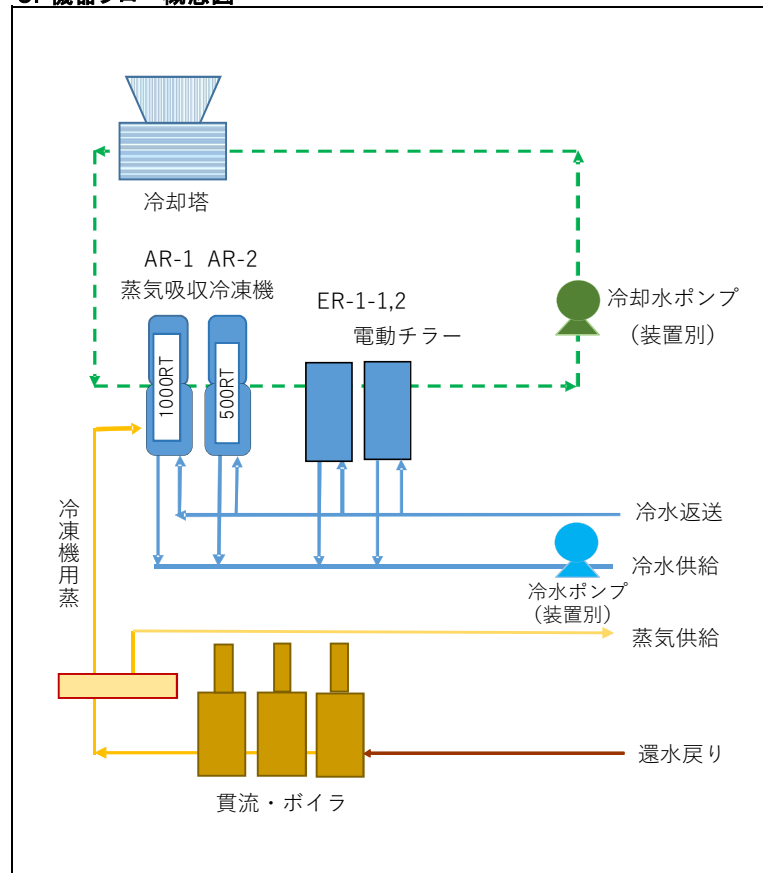 冷却塔
AR-1 AR-2
蒸気吸収冷凍機
ER-1-1,2
電動チラー
冷却水ポンプ
(装置別)
1000RT
500RT
冷凍機用蒸
冷水返送
冷水供給
冷水ポンプ
(装置別)
蒸気供給
還水戻り
貫流・ボイラ